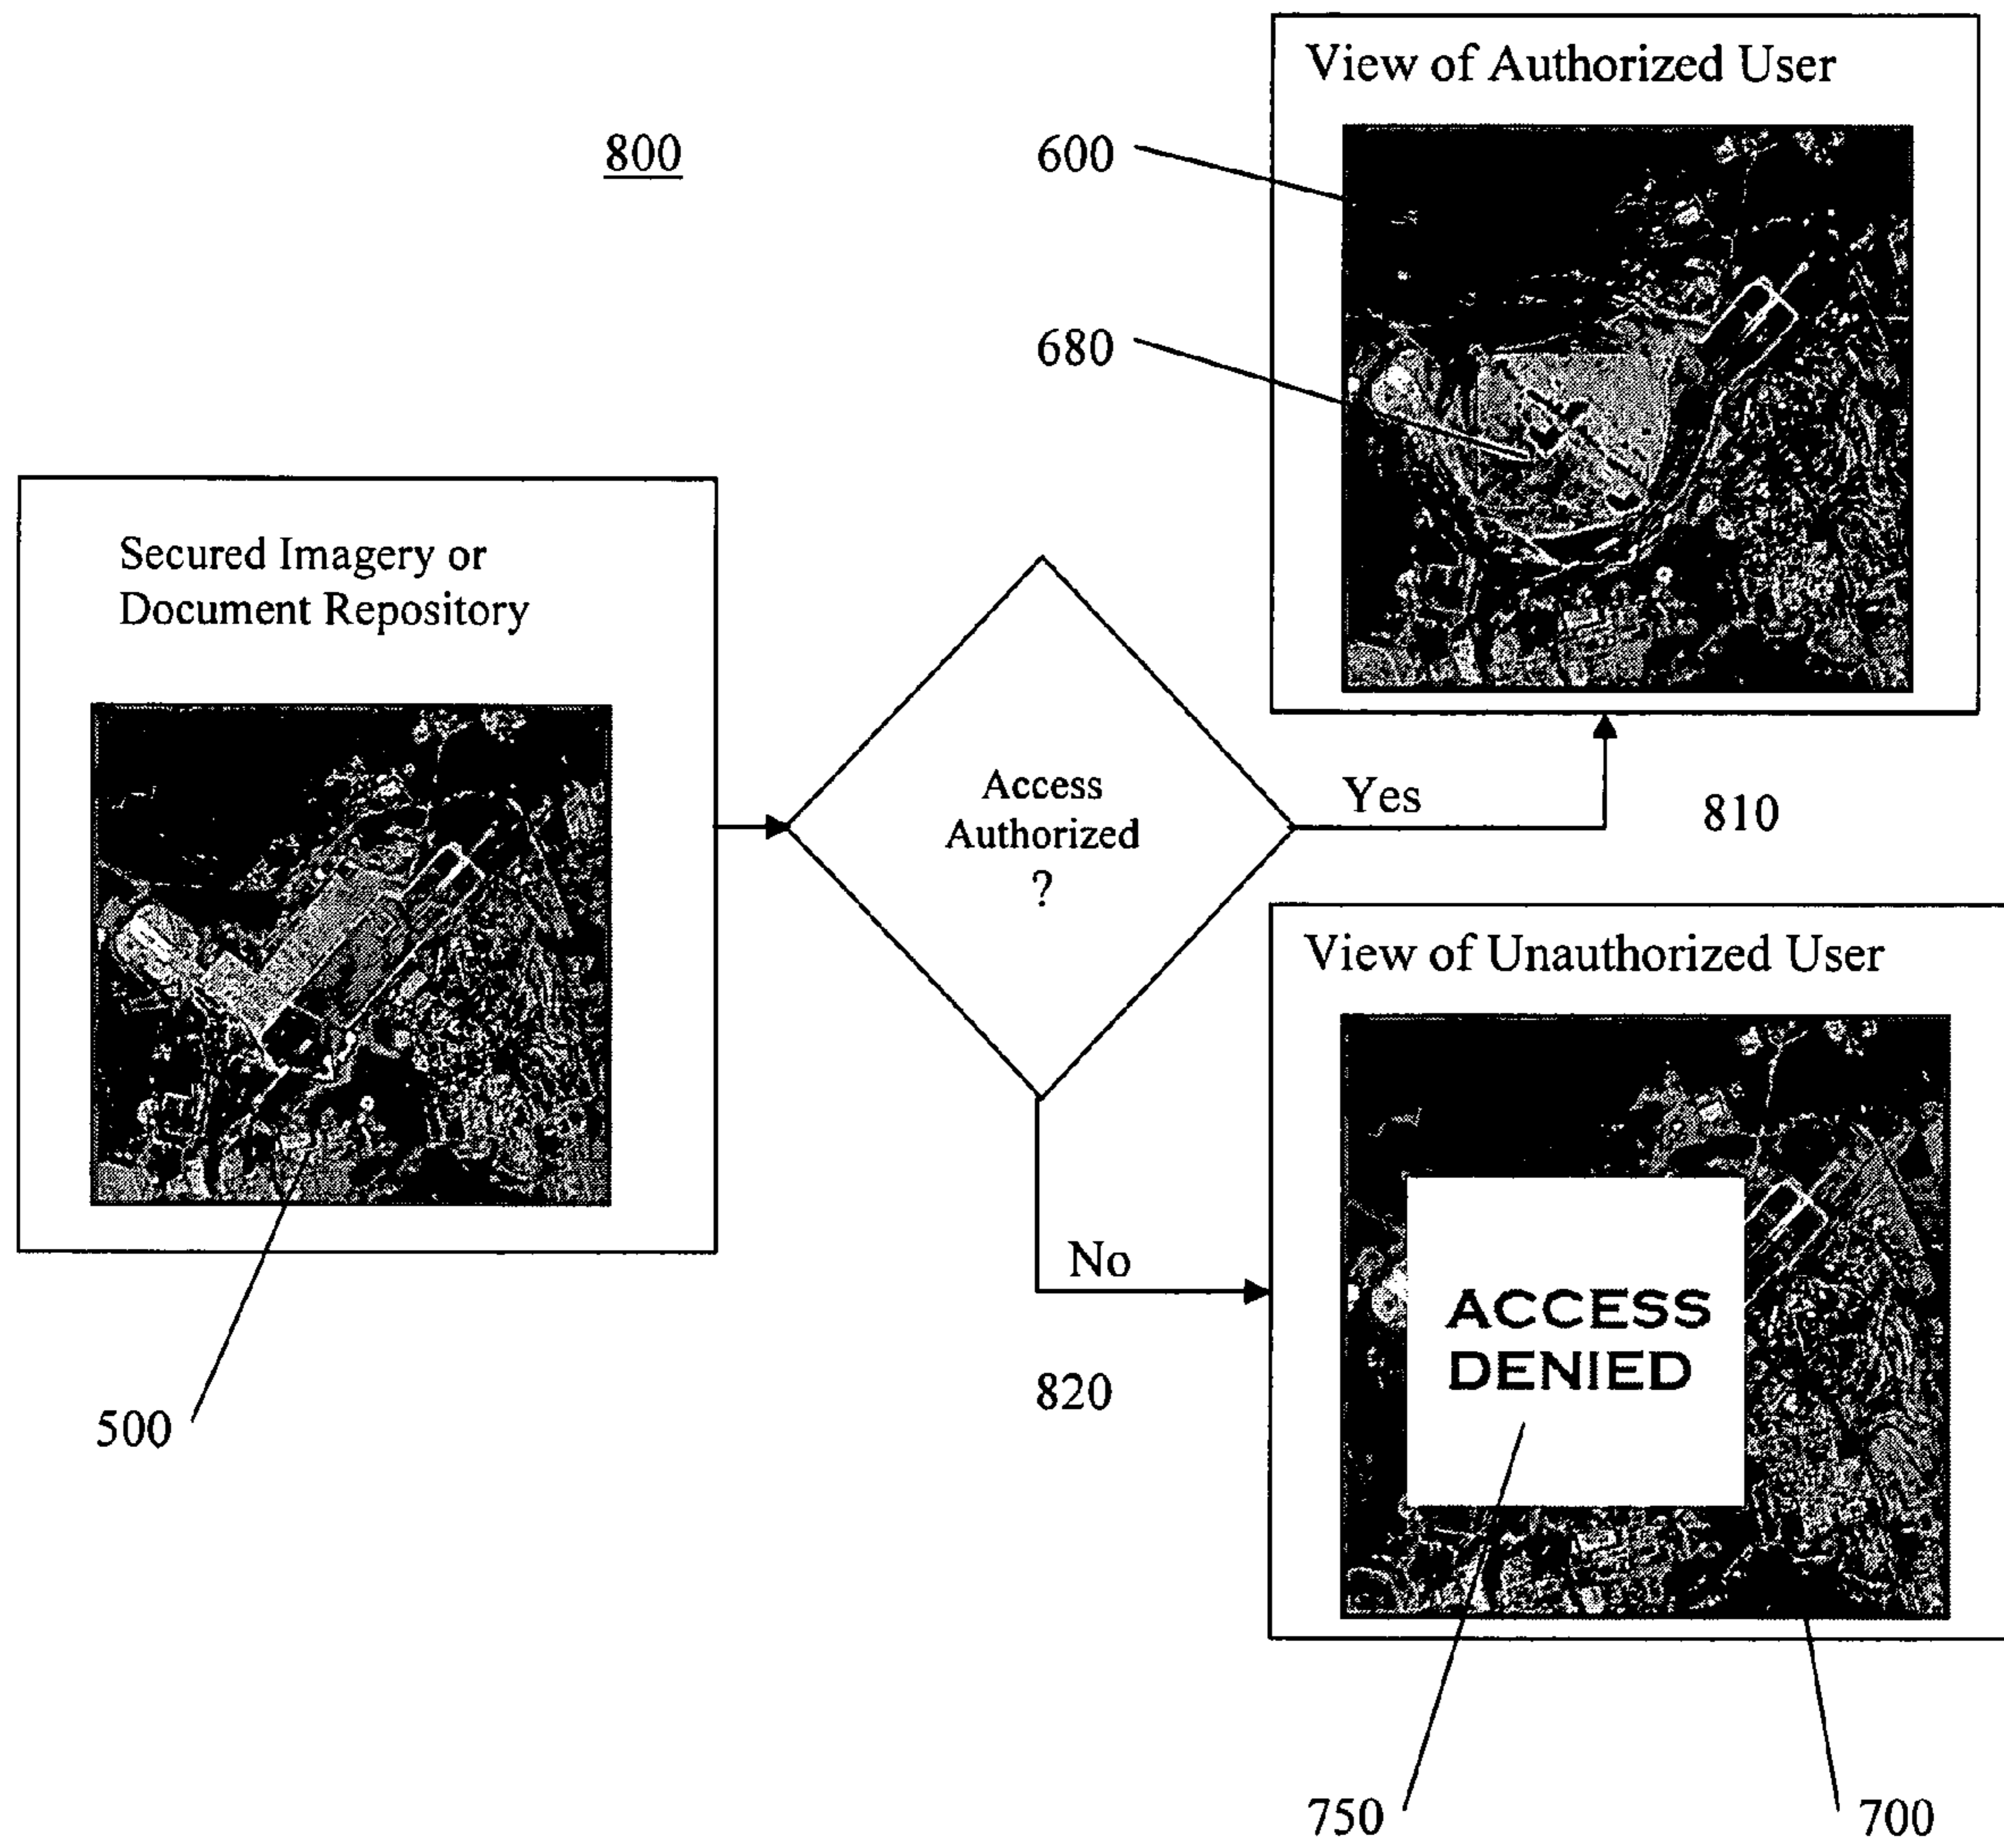 View of Authorized User
800
600
680
Secured Imagery or
Document Repository
Access
Authorized
?
Yes
810
View of Unauthorized User
No
ACCESS
DENIED
820
500
750
700